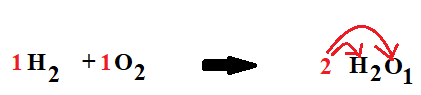 1 H₂ + 1 O₂ → 2 H₂O₁